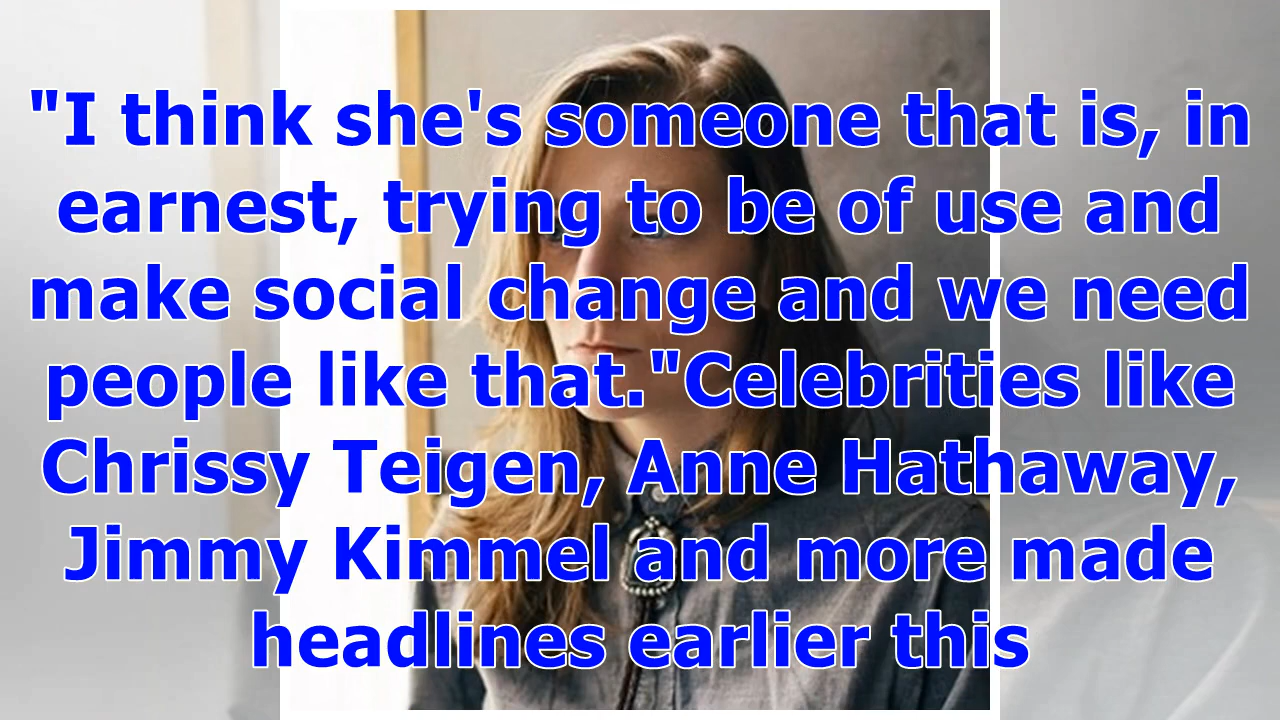 "I think she's someone that is, in
earnest, trying to be of use and
make social change and we need
people like that."Celebrities like
Chrissy Teigen, Anne Hathaway,
Jimmy Kimmel and more made
headlines earlier this